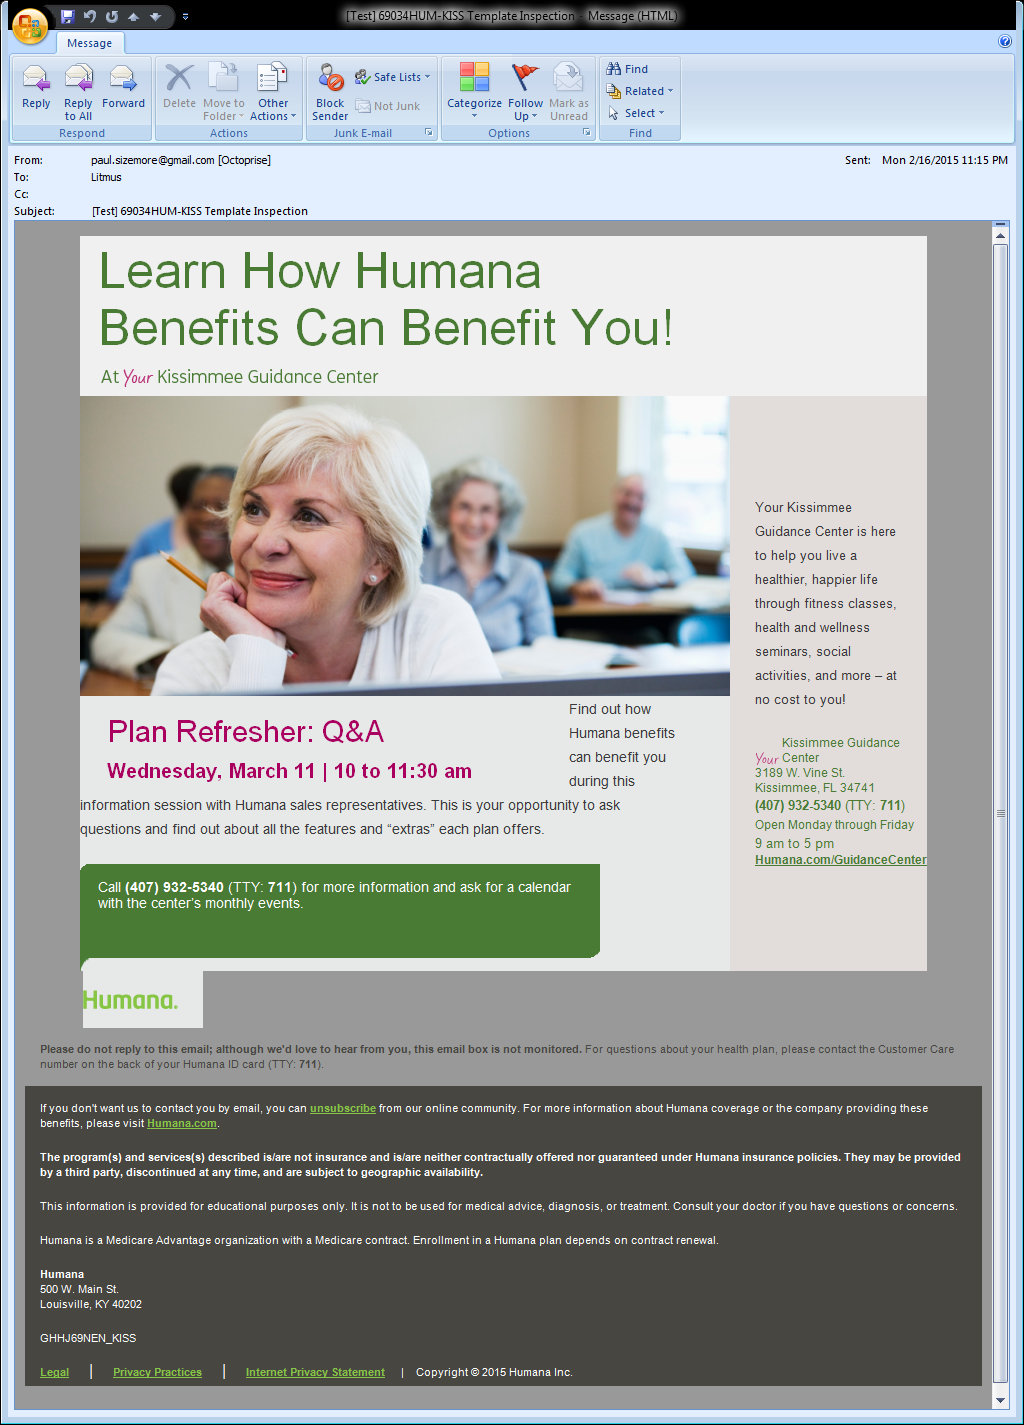 [Test] 69034HUM-KISS Template Inspection - Message (HTML)
Message
Reply
Reply to All
Forward
Respond
Delete
Move to Folder
Other Actions
Actions
Block Sender
Safe Lists
Not Junk
Junk E-mail
Categorize
Follow Up
Mark as Unread
Options
Find
Related
Select
Find
From: paul.sizemore@gmail.com [Octoprise]
Sent: Mon 2/16/2015 11:15 PM
To: Litmus
Cc:
Subject: [Test] 69034HUM-KISS Template Inspection
Learn How Humana
Benefits Can Benefit You!
At Your Kissimmee Guidance Center
Your Kissimmee
Guidance Center is here
to help you live a
healthier, happier life
through fitness classes,
health and wellness
seminars, social
activities, and more – at
no cost to you!
Your Kissimmee Guidance
Center
3189 W. Vine St.
Kissimmee, FL 34741
(407) 932-5340 (TTY: 711)
Open Monday through Friday
9 am to 5 pm
Humana.com/GuidanceCenter
Plan Refresher: Q&A
Wednesday, March 11 | 10 to 11:30 am
Find out how
Humana benefits
can benefit you
during this
information session with Humana sales representatives. This is your opportunity to ask
questions and find out about all the features and “extras” each plan offers.
Call (407) 932-5340 (TTY: 711) for more information and ask for a calendar
with the center’s monthly events.
Humana.
Please do not reply to this email; although we'd love to hear from you, this email box is not monitored. For questions about your health plan, please contact the Customer Care
number on the back of your Humana ID card (TTY: 711).
If you don't want us to contact you by email, you can unsubscribe from our online community. For more information about Humana coverage or the company providing these
benefits, please visit Humana.com.
The program(s) and services(s) described is/are not insurance and is/are neither contractually offered nor guaranteed under Humana insurance policies. They may be provided
by a third party, discontinued at any time, and are subject to geographic availability.
This information is provided for educational purposes only. It is not to be used for medical advice, diagnosis, or treatment. Consult your doctor if you have questions or concerns.
Humana is a Medicare Advantage organization with a Medicare contract. Enrollment in a Humana plan depends on contract renewal.
Humana
500 W. Main St.
Louisville, KY 40202
GHHJ69NEN_KISS
Legal | Privacy Practices | Internet Privacy Statement | Copyright © 2015 Humana Inc.